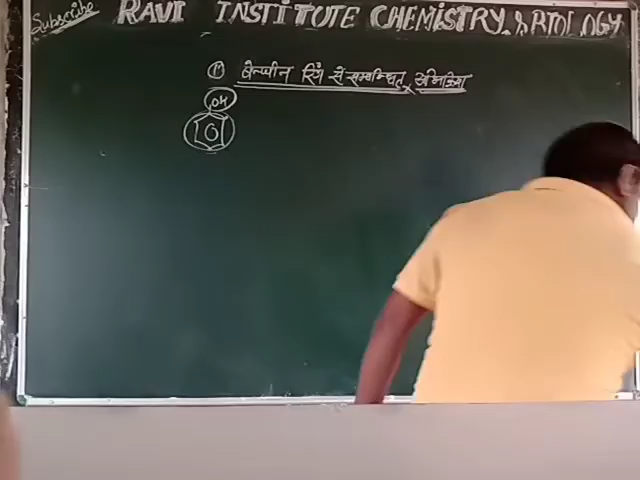 Subscribe
RAVI INSTITUTE CHEMISTRY & BIOLOGY
① बेन्जीन रिंग से सम्बन्धित अभिक्रिया
OH